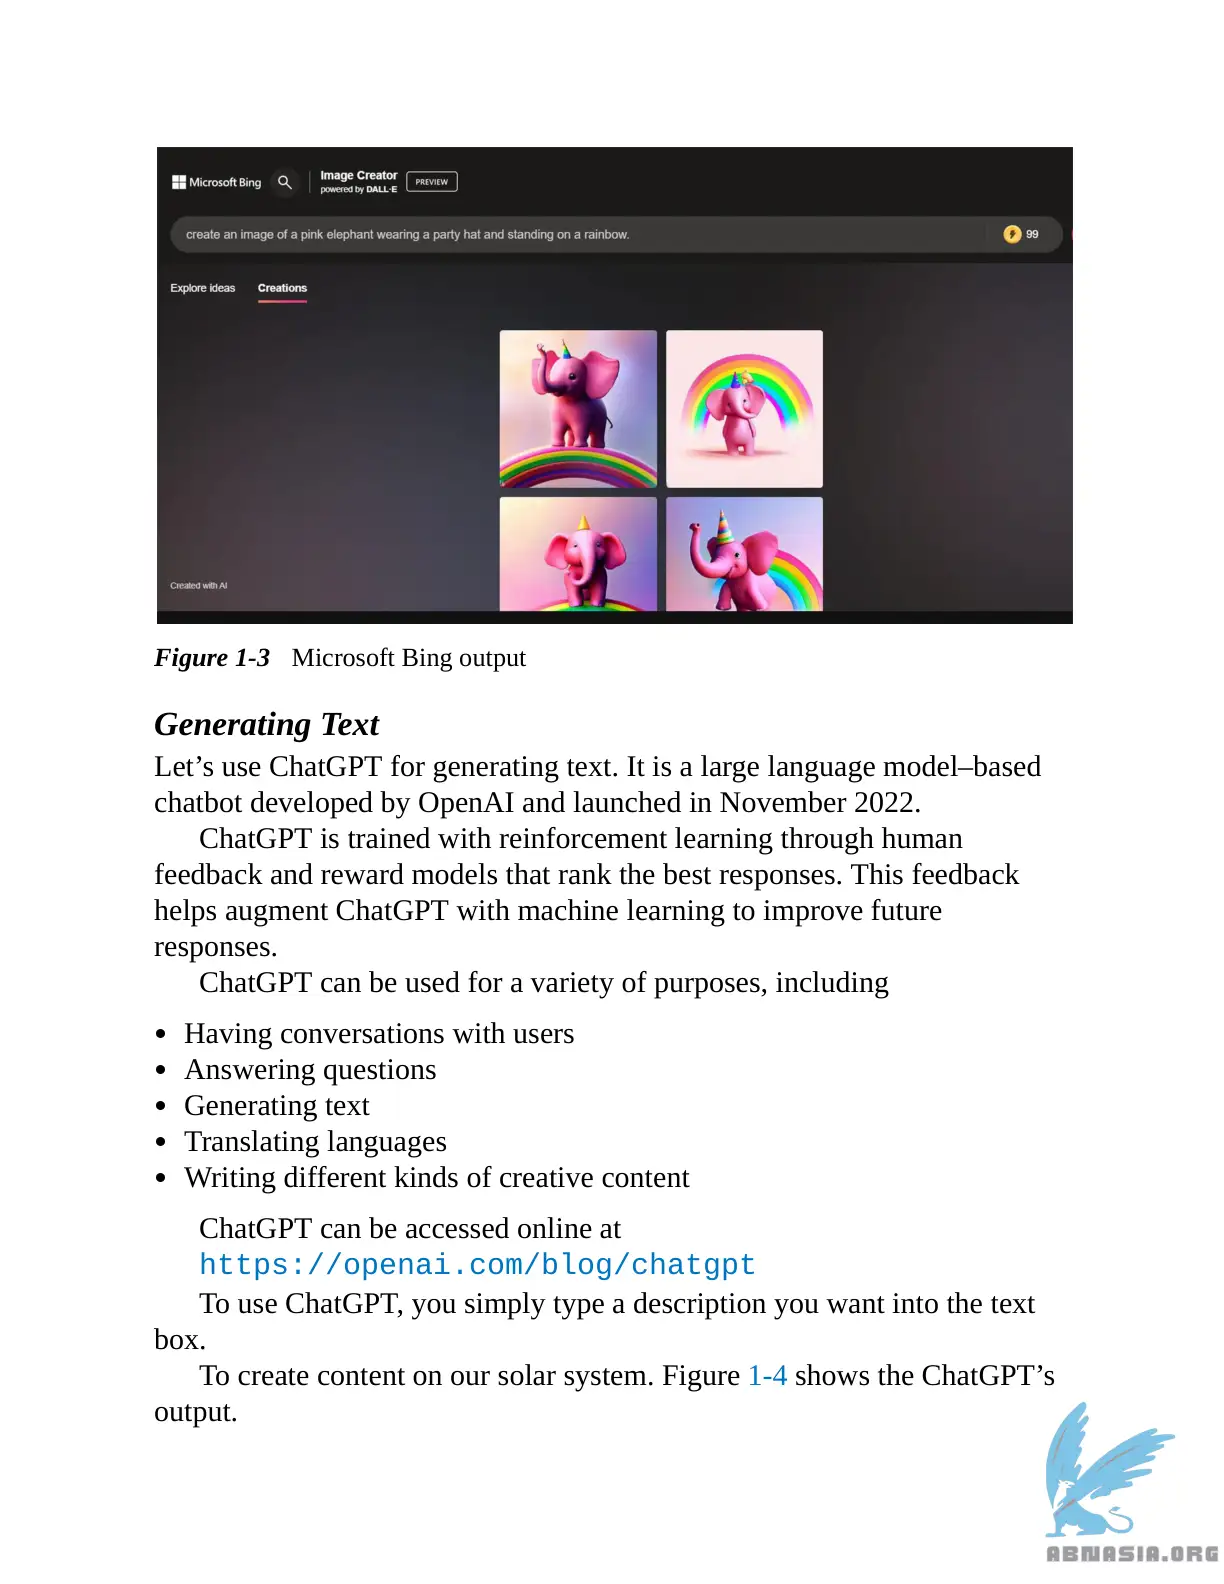 Microsoft Bing
Image Creator
powered by DALL·E
PREVIEW
create an image of a pink elephant wearing a party hat and standing on a rainbow.
99
Explore ideas
Creations
Created with AI
Figure 1-3 Microsoft Bing output
Generating Text
Let’s use ChatGPT for generating text. It is a large language model–based
chatbot developed by OpenAI and launched in November 2022.
ChatGPT is trained with reinforcement learning through human
feedback and reward models that rank the best responses. This feedback
helps augment ChatGPT with machine learning to improve future
responses.
ChatGPT can be used for a variety of purposes, including
• Having conversations with users
• Answering questions
• Generating text
• Translating languages
• Writing different kinds of creative content
ChatGPT can be accessed online at
https://openai.com/blog/chatgpt
To use ChatGPT, you simply type a description you want into the text
box.
To create content on our solar system. Figure 1-4 shows the ChatGPT’s
output.
ABNASIA.ORG